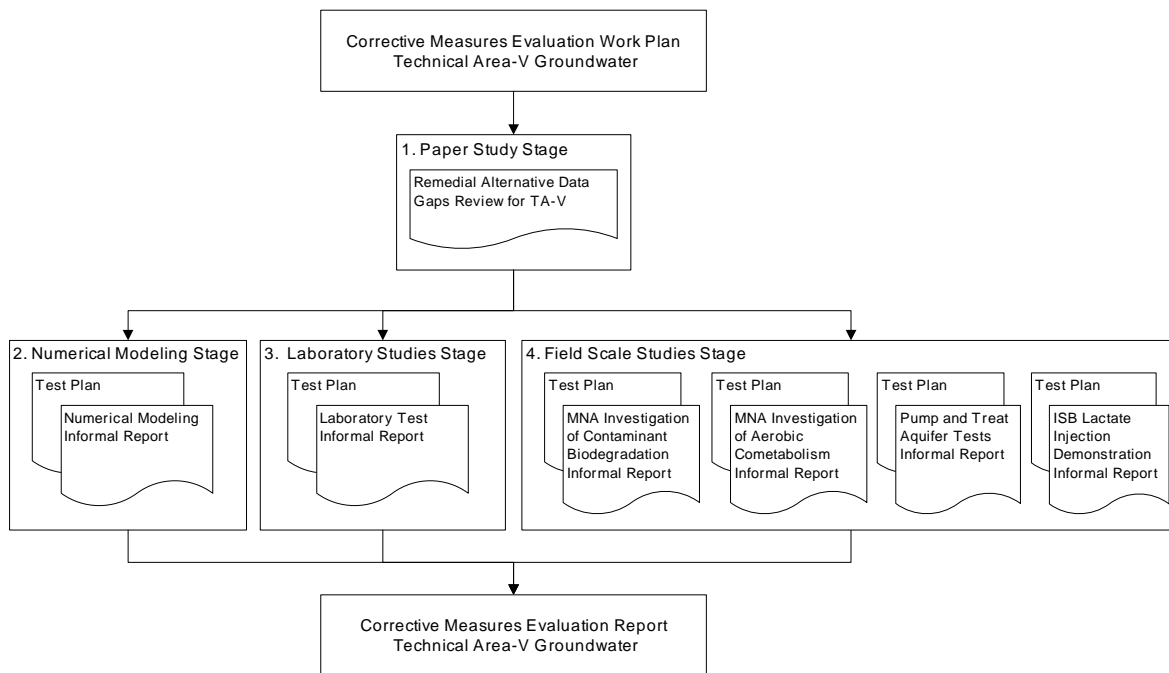 Corrective Measures Evaluation Work Plan
Technical Area-V Groundwater
1. Paper Study Stage
Remedial Alternative Data
Gaps Review for TA-V
2. Numerical Modeling Stage
Test Plan
Numerical Modeling
Informal Report
3. Laboratory Studies Stage
Test Plan
Laboratory Test
Informal Report
4. Field Scale Studies Stage
Test Plan
MNA Investigation
of Contaminant
Biodegradation
Informal Report
Test Plan
MNA Investigation
of Aerobic
Cometabolism
Informal Report
Test Plan
Pump and Treat
Aquifer Tests
Informal Report
Test Plan
ISB Lactate
Injection
Demonstration
Informal Report
Corrective Measures Evaluation Report
Technical Area-V Groundwater